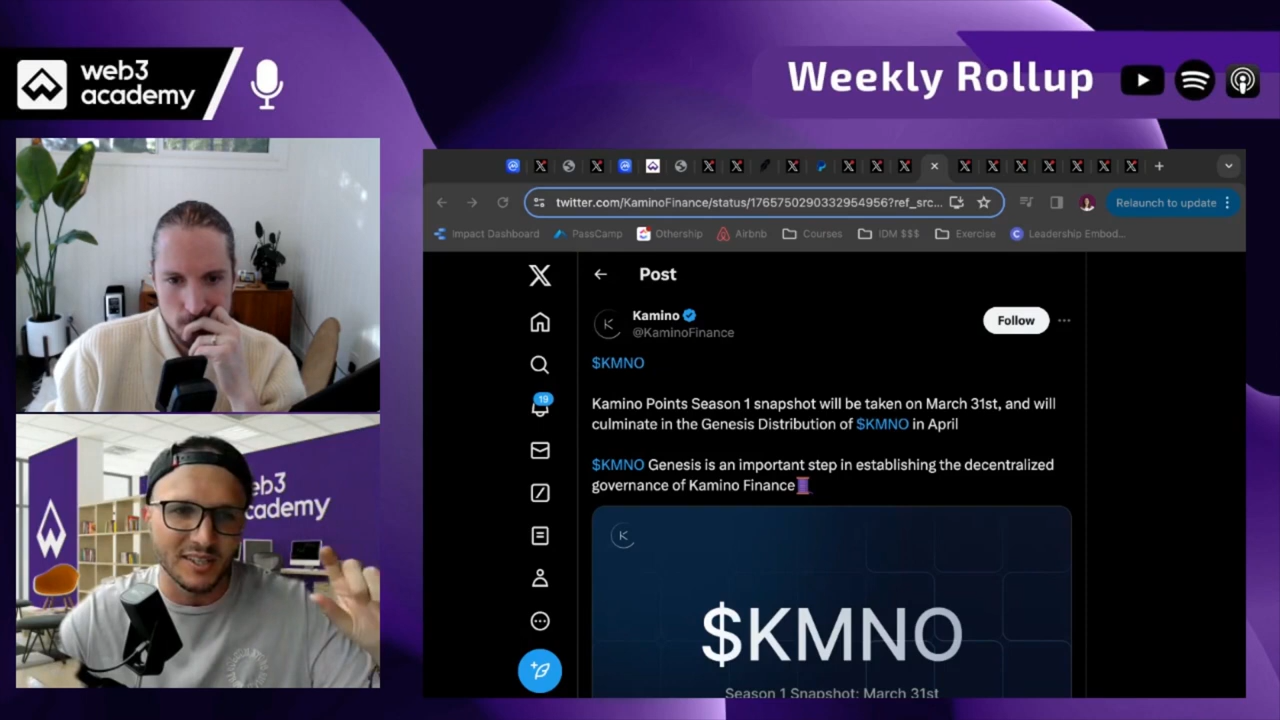 web3
academy
Weekly Rollup
twitter.com/KaminoFinance/status/1765750290332954956?ref_src...
Relaunch to update
Impact Dashboard
PassCamp
Othership
Airbnb
Courses
IDM $$$
Exercise
Leadership Embod...
Post
Kamino
@KaminoFinance
Follow
$KMNO
Kamino Points Season 1 snapshot will be taken on March 31st, and will
culminate in the Genesis Distribution of $KMNO in April
$KMNO Genesis is an important step in establishing the decentralized
governance of Kamino Finance
19
K
$KMNO
Season 1 Snapshot: March 31st
eb3
cademy